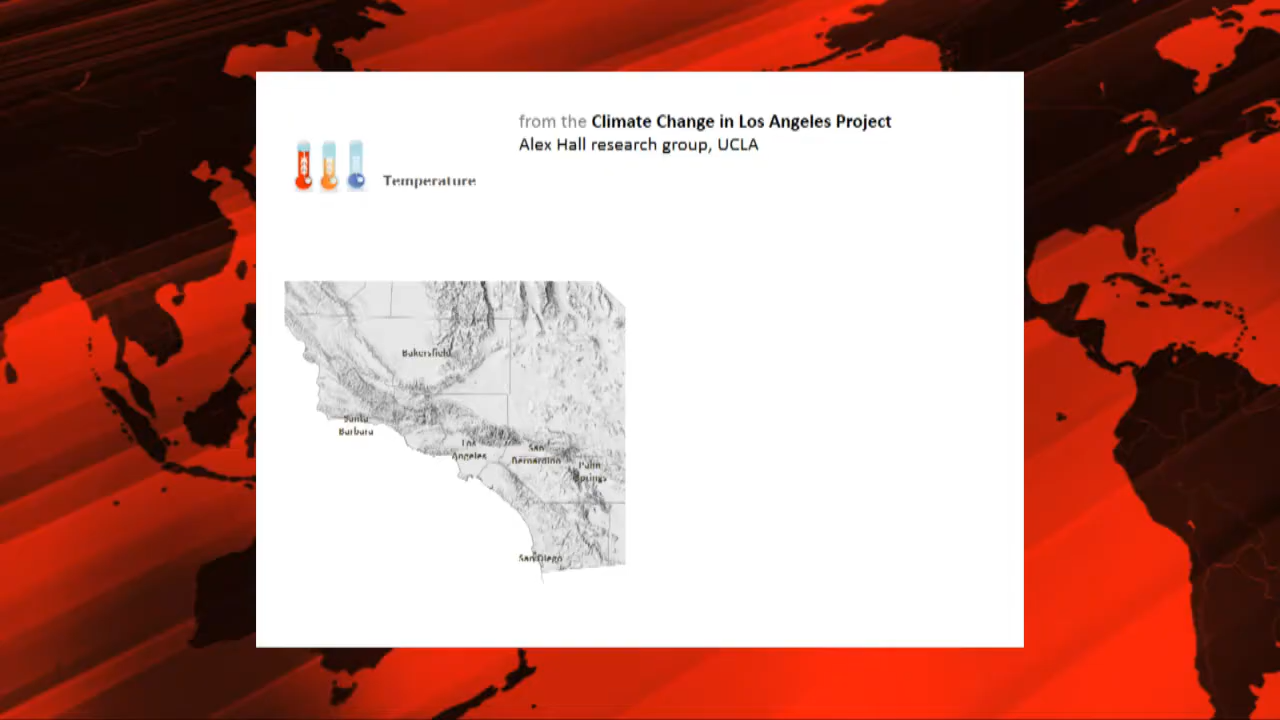 from the Climate Change in Los Angeles Project
Alex Hall research group, UCLA
Temperature
Bakersfield
Santa
Barbara
Los
Angeles
San
Bernardino
Palm
Springs
San Diego